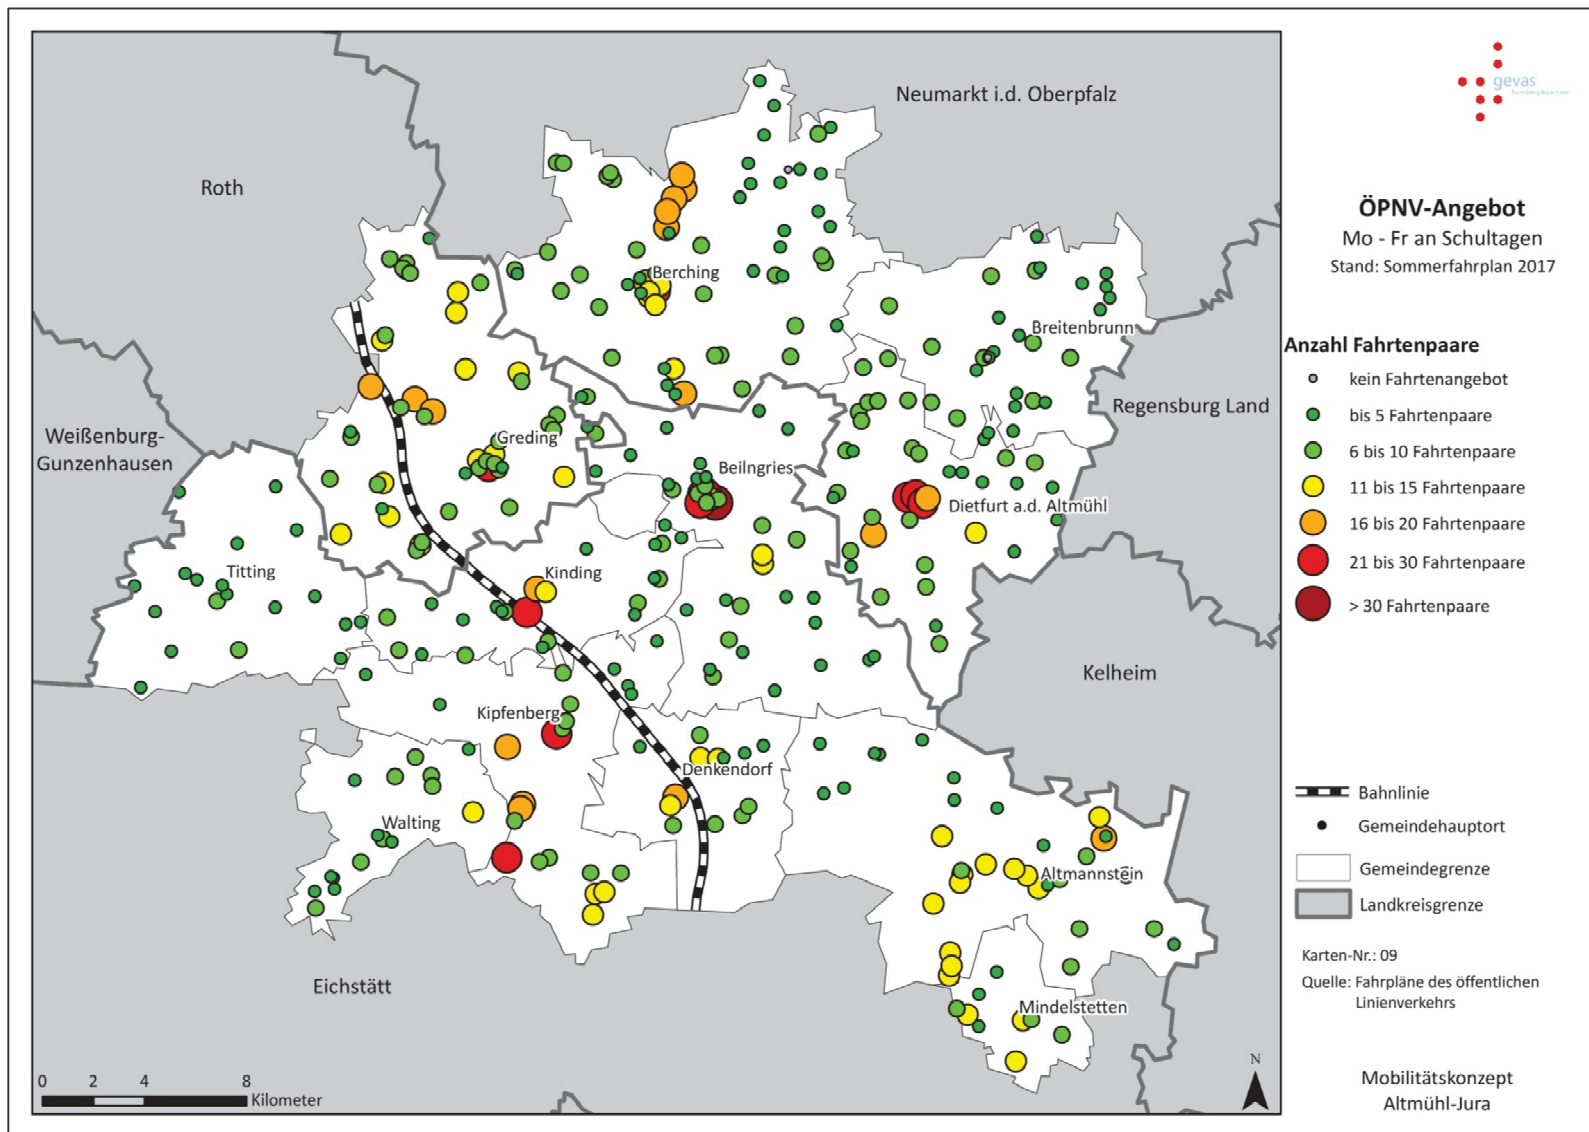 Neumarkt i.d. Oberpfalz
Roth
Berching
Breitenbrunn
Regensburg Land
Weißenburg-
Gunzenhausen
Greding
Beilngries
Dietfurt a.d. Altmühl
Titting
Kinding
Kelheim
Kipfenberg
Denkendorf
Walting
Altmannstein
Eichstätt
Mindelstetten
0 2 4 8
Kilometer
N
gevas
ÖPNV-Angebot
Mo - Fr an Schultagen
Stand: Sommerfahrplan 2017
Anzahl Fahrtenpaare
kein Fahrtenangebot
bis 5 Fahrtenpaare
6 bis 10 Fahrtenpaare
11 bis 15 Fahrtenpaare
16 bis 20 Fahrtenpaare
21 bis 30 Fahrtenpaare
> 30 Fahrtenpaare
Bahnlinie
Gemeindehauptort
Gemeindegrenze
Landkreisgrenze
Karten-Nr.: 09
Quelle: Fahrpläne des öffentlichen
Linienverkehrs
Mobilitätskonzept
Altmühl-Jura